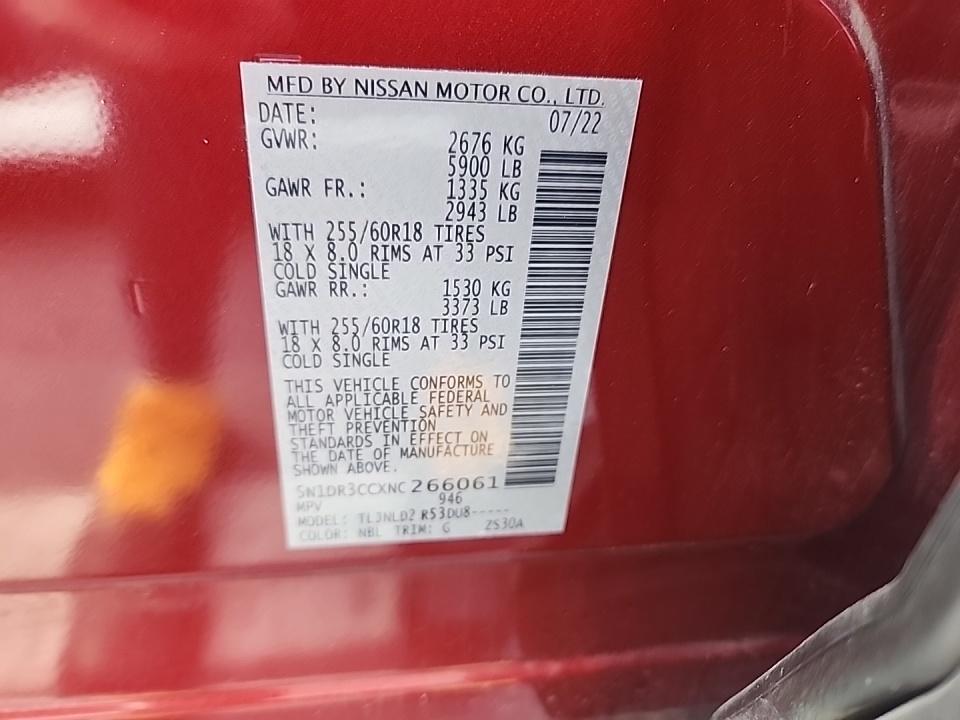 MFD BY NISSAN MOTOR CO., LTD.
DATE: 07/22
GVWR: 2676 KG
5900 LB
GAWR FR.: 1335 KG
2943 LB
WITH 255/60R18 TIRES
18 X 8.0 RIMS AT 33 PSI
COLD SINGLE
GAWR RR.: 1530 KG
3373 LB
WITH 255/60R18 TIRES
18 X 8.0 RIMS AT 33 PSI
COLD SINGLE
THIS VEHICLE CONFORMS TO
ALL APPLICABLE FEDERAL
MOTOR VEHICLE SAFETY AND
THEFT PREVENTION
STANDARDS IN EFFECT ON
THE DATE OF MANUFACTURE
SHOWN ABOVE.
5N1DR3CCXNC266061
MPV 946
MODEL: TLJNLD2 R53DU8-----
COLOR: NBL TRIM: G 2S30A